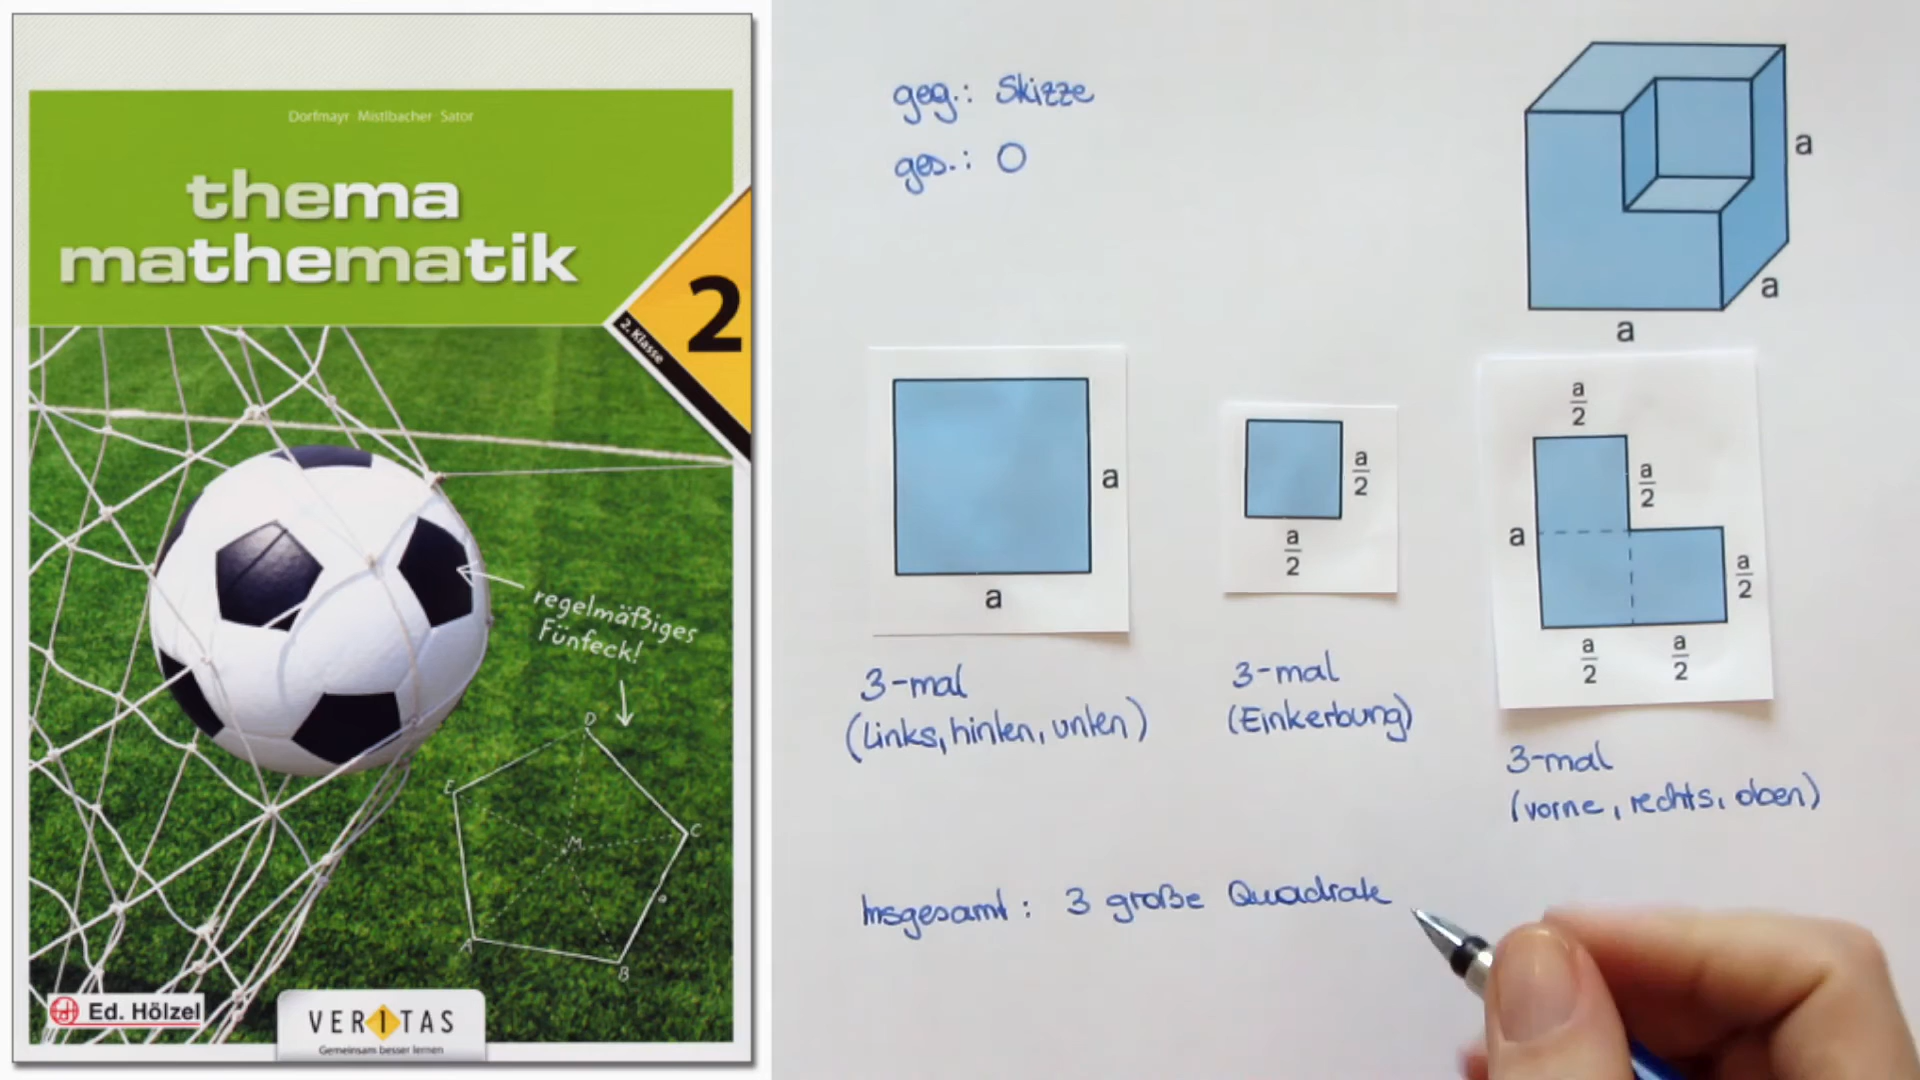 Dorfmayr · Mistlbacher · Sator
thema
mathematik
2
2. Klasse
regelmäßiges
Fünfeck!
D
E
C
M
a
A
B
Ed. Hölzel
VERITAS
Gemeinsam besser lernen
geg.: Skizze
ges.: O
a
a
a
a
a
3-mal
(links, hinten, unten)
a/2
a/2
3-mal
(Einkerbung)
a/2
a/2
a
a/2
a/2
a/2
3-mal
(vorne, rechts, oben)
Insgesamt: 3 große Quadrate